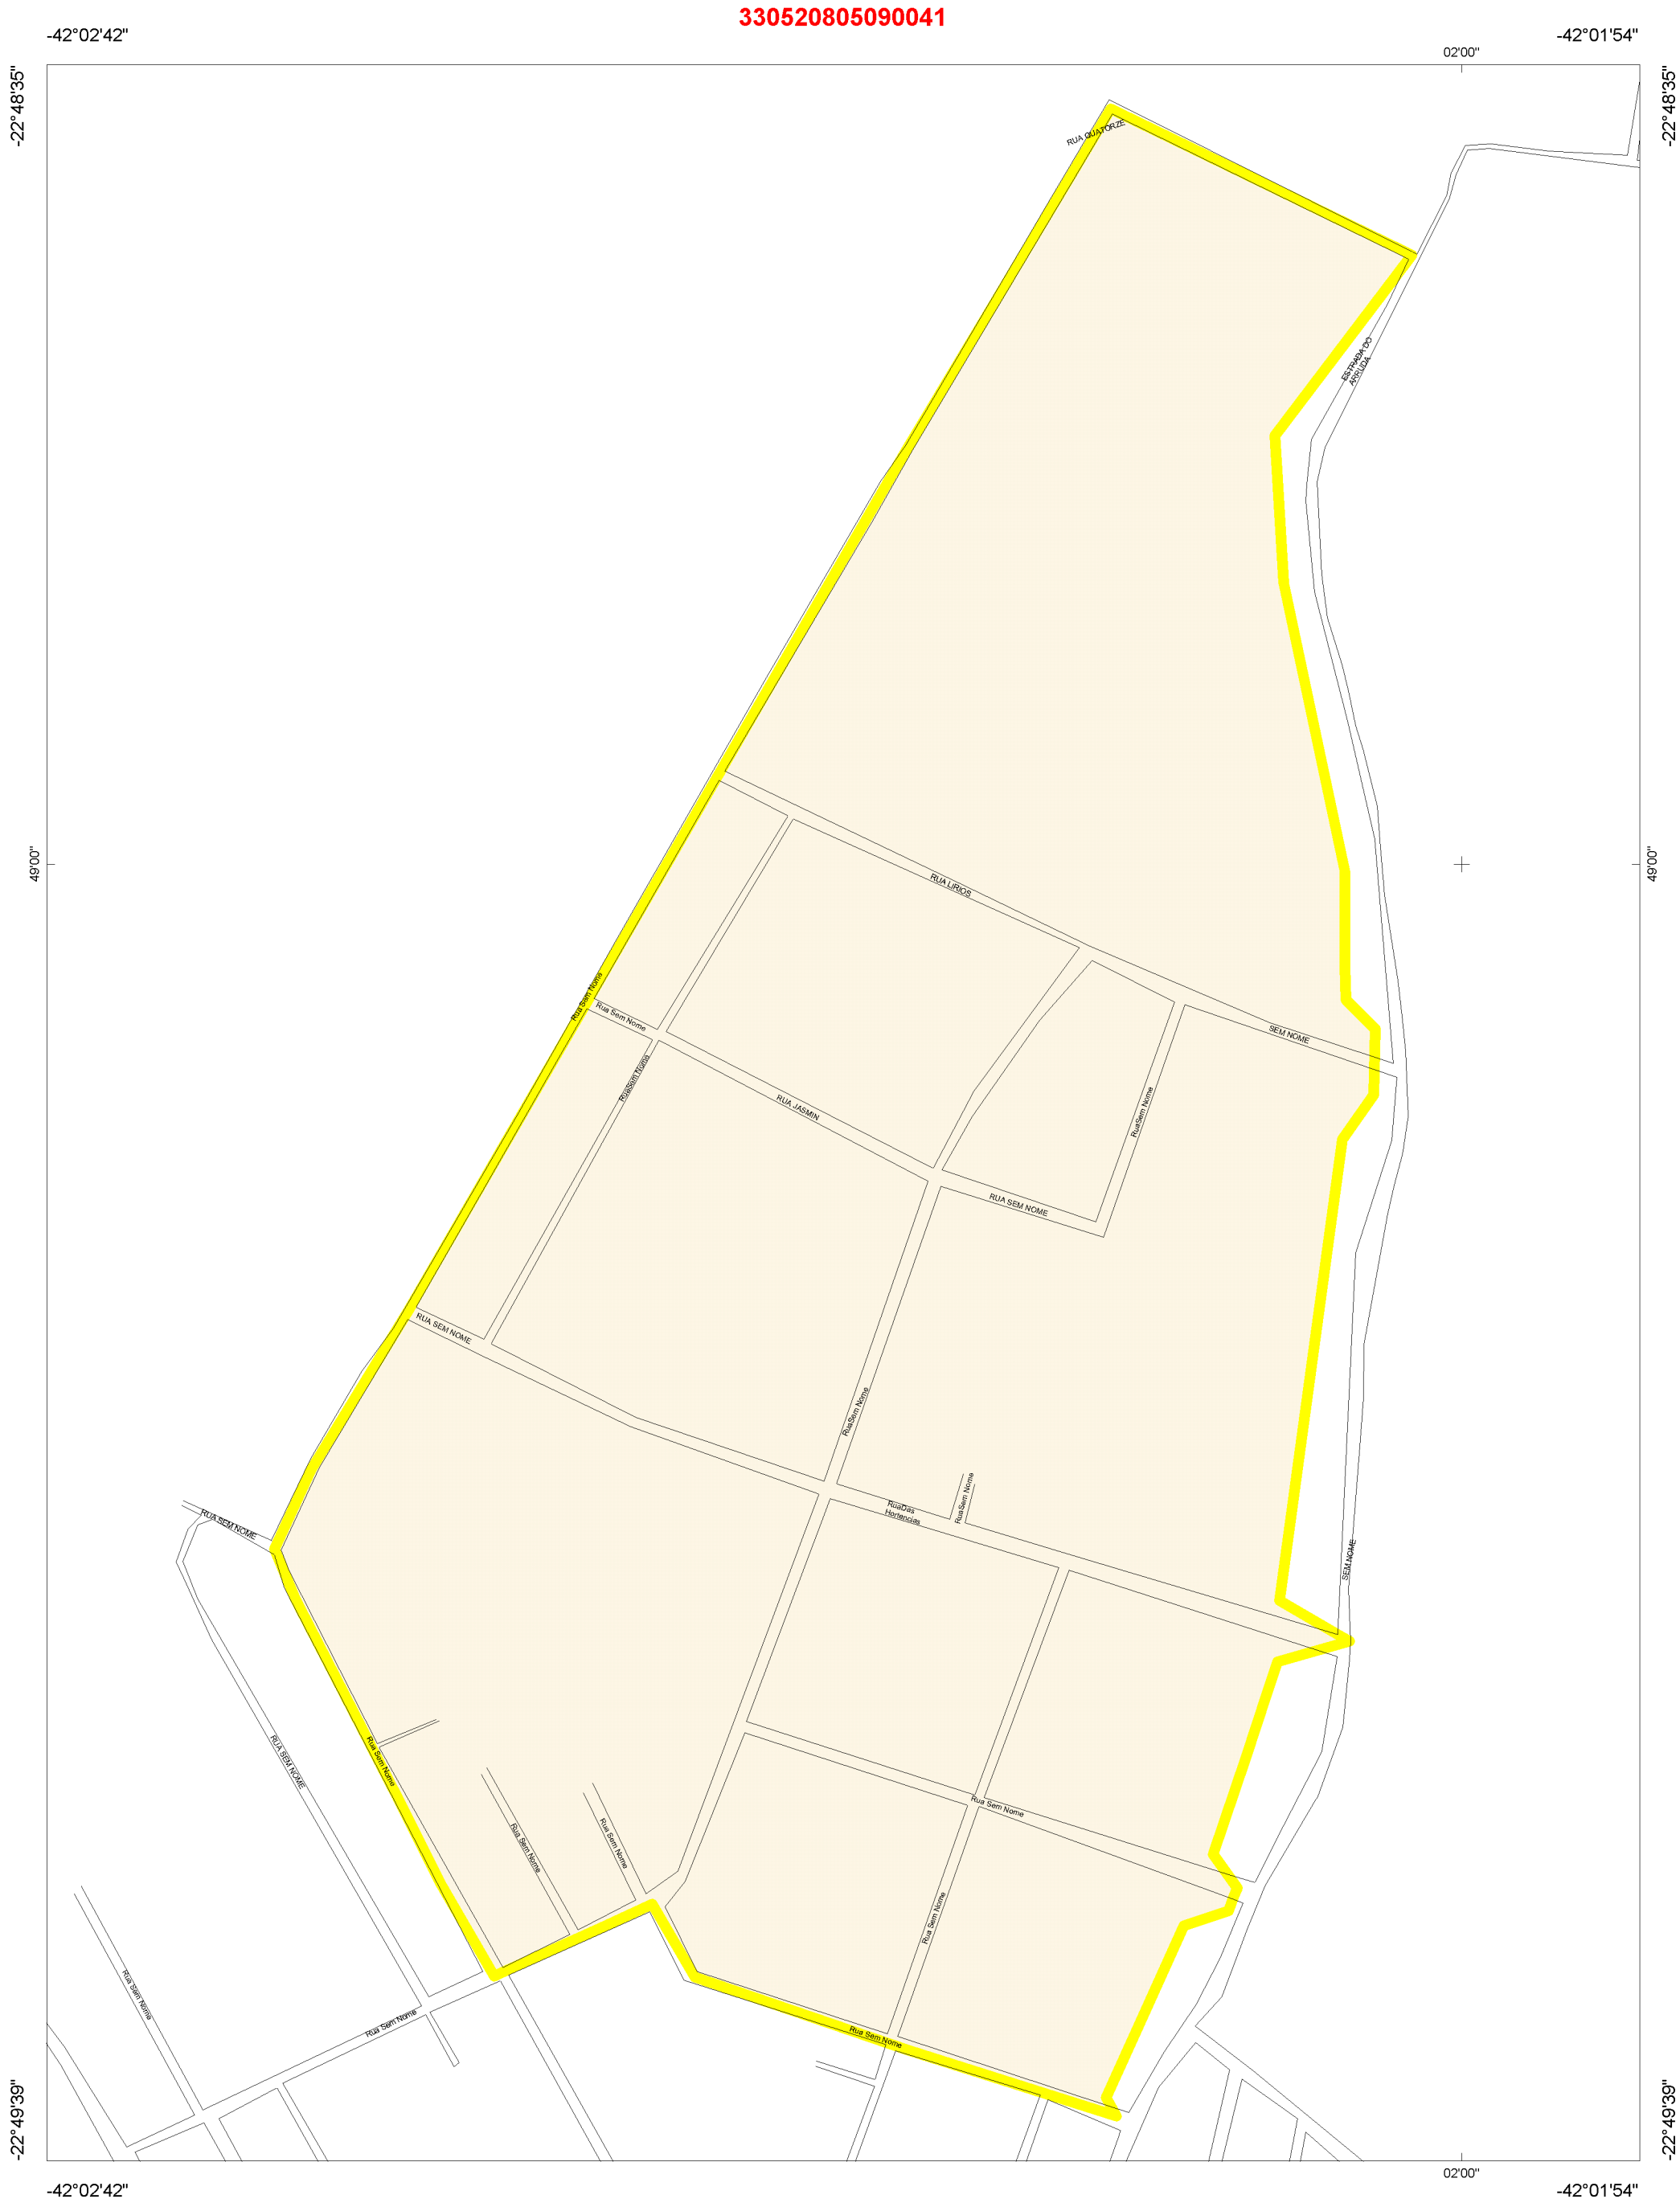 330520805090041
-42°02'42"
-42°01'54"
02'00"
-22°48'35"
-22°48'35"
RUA QUATORZE
ESTRADA DO
ARRUDA
49'00"
49'00"
RUA LIRIOS
Rua Sem Nome
Rua Sem Nome
SEM NOME
RuaSem Nome
RUA JASMIN
RuaSem Nome
RUA SEM NOME
RUA SEM NOME
RuaSem Nome
RuaDas
Hortencias
RuaSem Nome
RUA SEM NOME
SEM NOME
RUA SEM NOME
Rua Sem Nome
Rua Sem Nome
Rua Sem Nome
Rua Sem Nome
Rua Sem Nome
Rua Sem Nome
Rua Sem Nome
Rua Sem Nome
-22°49'39"
-22°49'39"
02'00"
-42°02'42"
-42°01'54"